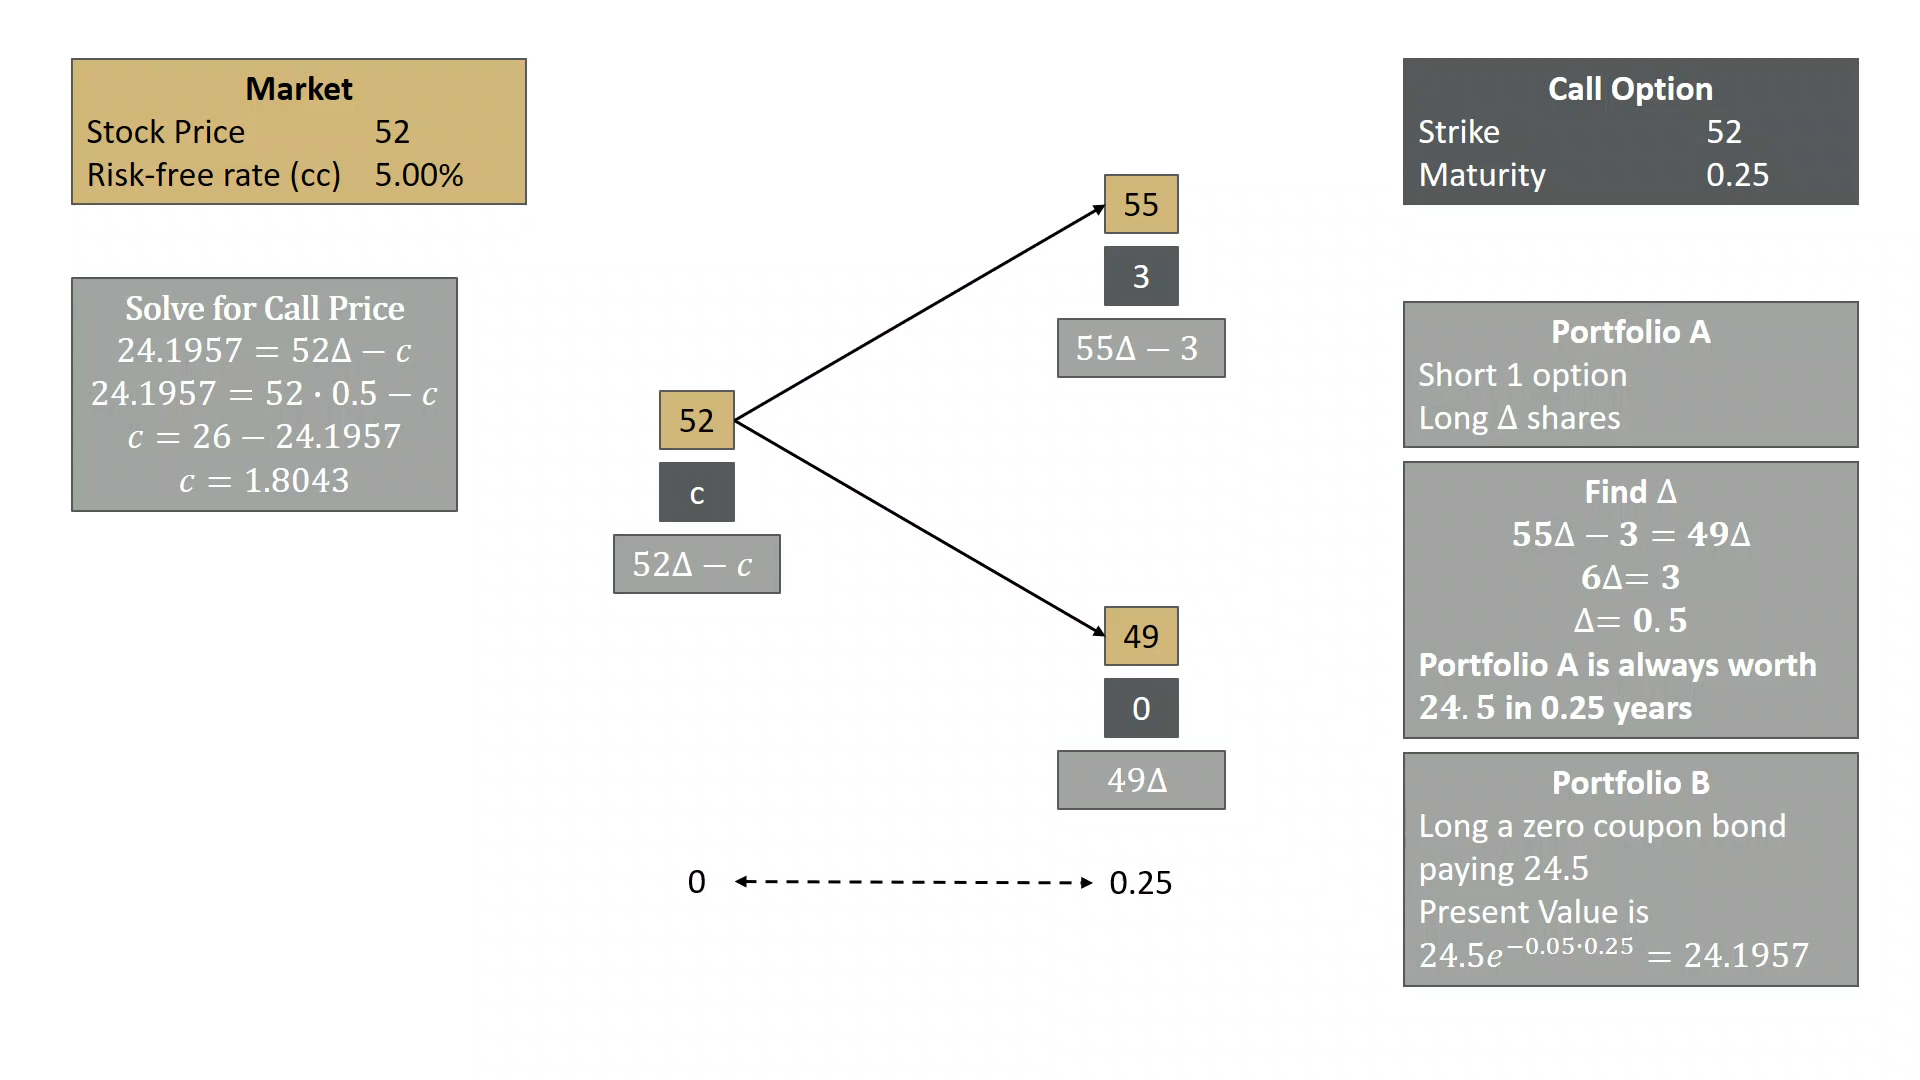 Market
Stock Price 52
Risk-free rate (cc) 5.00%
Solve for Call Price
24.1957 = 52Δ − c
24.1957 = 52 · 0.5 − c
c = 26 − 24.1957
c = 1.8043
52
c
52Δ − c
55
3
55Δ − 3
49
0
49Δ
0
0.25
Call Option
Strike 52
Maturity 0.25
Portfolio A
Short 1 option
Long Δ shares
Find Δ
55Δ − 3 = 49Δ
6Δ= 3
Δ= 0.5
Portfolio A is always worth
24.5 in 0.25 years
Portfolio B
Long a zero coupon bond
paying 24.5
Present Value is
24.5e^−0.05·0.25 = 24.1957